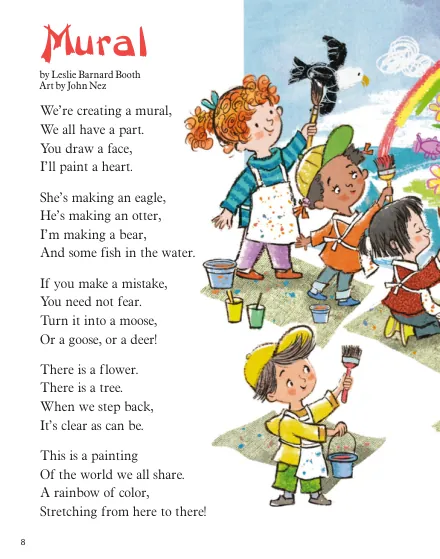 Mural
by Leslie Barnard Booth
Art by John Nez
We're creating a mural,
We all have a part.
You draw a face,
I'll paint a heart.
She's making an eagle,
He's making an otter,
I'm making a bear,
And some fish in the water.
If you make a mistake,
You need not fear.
Turn it into a moose,
Or a goose, or a deer!
There is a flower.
There is a tree.
When we step back,
It's clear as can be.
This is a painting
Of the world we all share.
A rainbow of color,
Stretching from here to there!
8